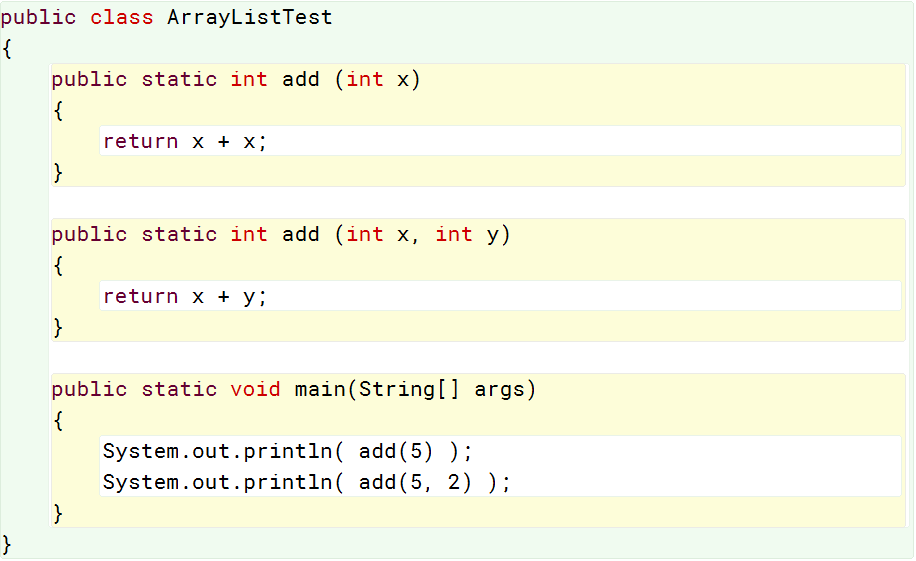 public class ArrayListTest
{
public static int add (int x)
{
return x + x;
}
public static int add (int x, int y)
{
return x + y;
}
public static void main(String[] args)
{
System.out.println( add(5) );
System.out.println( add(5, 2) );
}
}